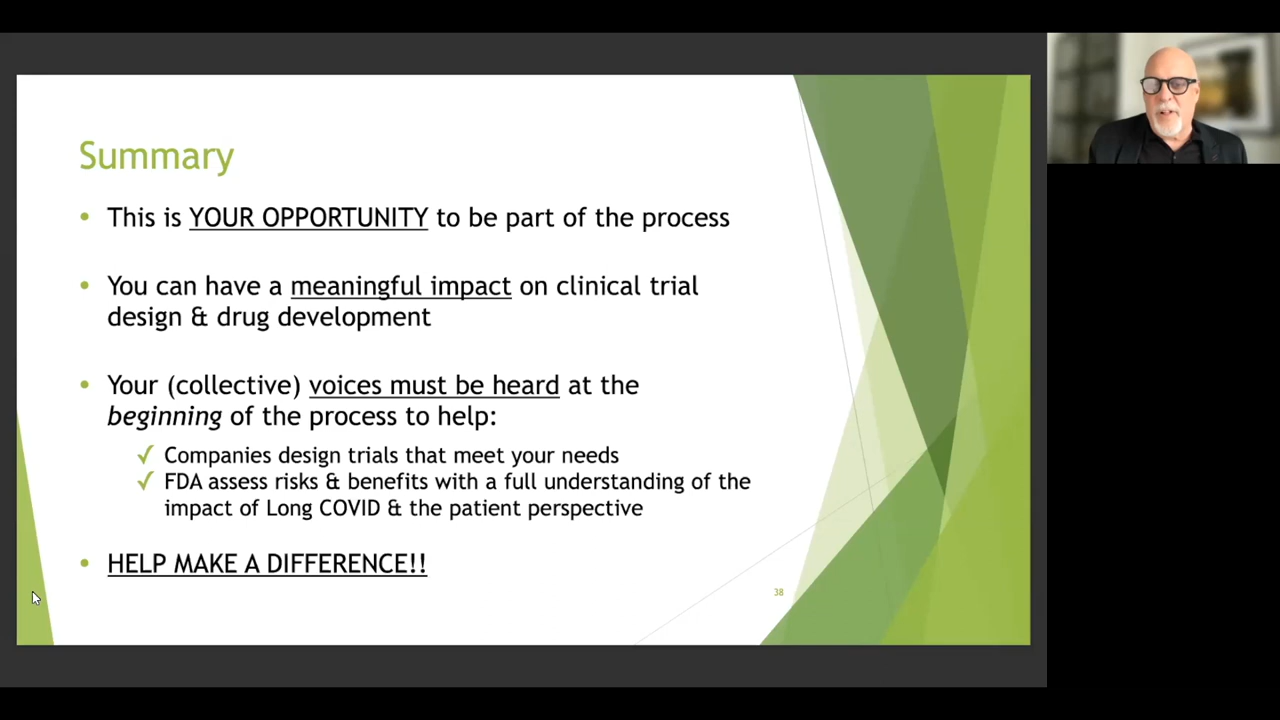 Summary
• This is YOUR OPPORTUNITY to be part of the process
• You can have a meaningful impact on clinical trial
design & drug development
• Your (collective) voices must be heard at the
beginning of the process to help:
✓ Companies design trials that meet your needs
✓ FDA assess risks & benefits with a full understanding of the
impact of Long COVID & the patient perspective
• HELP MAKE A DIFFERENCE!!
38